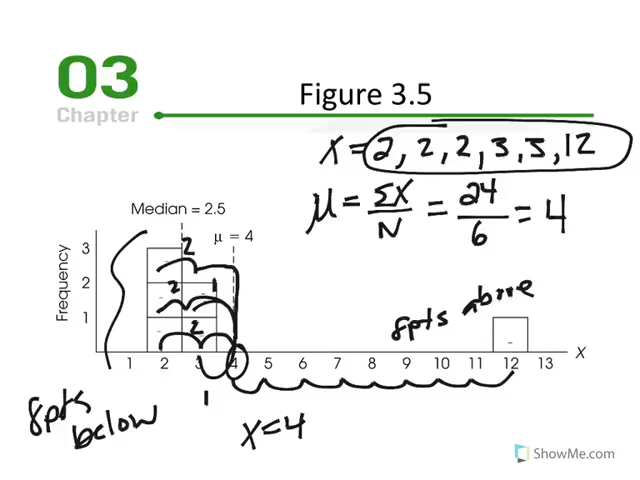 03
Chapter
Figure 3.5
X = 2, 2, 2, 3, 3, 12
μ = ΣX/N = 24/6 = 4
Median = 2.5
μ = 4
Frequency
3
2
1
2
2
1
2
8pts above
1 2 3 4 5 6 7 8 9 10 11 12 13 X
1
8pts below
X=4
ShowMe.com